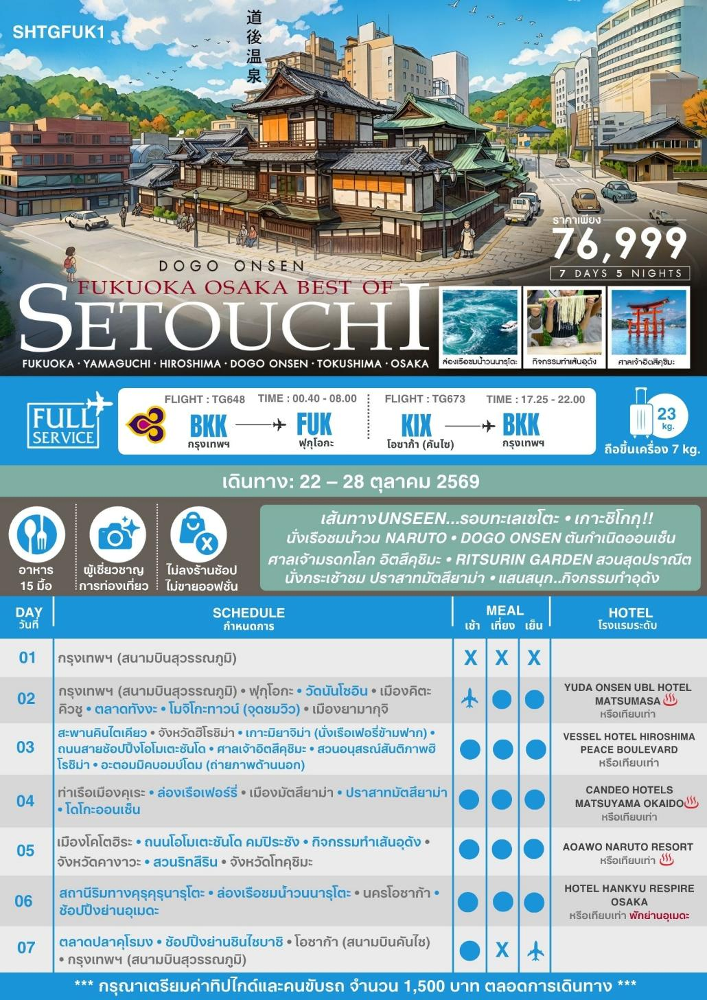 SHTGFUK1
道後温泉
ราคาเพียง
76,999
7 DAYS 5 NIGHTS
DOGO ONSEN
FUKUOKA OSAKA BEST OF
SETOUCHI
FUKUOKA · YAMAGUCHI · HIROSHIMA · DOGO ONSEN · TOKUSHIMA · OSAKA
ล่องเรือชมน้ำวนนารุโตะ
กิจกรรมทำเส้นอุด้ง
ศาลเจ้าอิตสึคุชิมะ
FULL
SERVICE
FLIGHT : TG648 TIME : 00.40 - 08.00
BKK FUK
กรุงเทพฯ ฟุกุโอกะ
FLIGHT : TG673 TIME : 17.25 - 22.00
KIX BKK
โอซาก้า (คันไซ) กรุงเทพฯ
23
kg.
ถือขึ้นเครื่อง 7 kg.
เดินทาง: 22 – 28 ตุลาคม 2569
อาหาร
15 มื้อ
ผู้เชี่ยวชาญ
การท่องเที่ยว
X
ไม่ลงร้านช้อป
ไม่ขายออฟชั่น
เส้นทางUNSEEN...รอบทะเลเซโตะ • เกาะชิโกกุ!!
นั่งเรือชมน้ำวน NARUTO • DOGO ONSEN ต้นกำเนิดออนเซ็น
ศาลเจ้ามรดกโลก อิตสึคุชิมะ • RITSURIN GARDEN สวนสุดปราณีต
นั่งกระเช้าชม ปราสาทมัตสึยาม่า • แสนสนุก..กิจกรรมทำอุด้ง
DAY SCHEDULE MEAL HOTEL
วันที่ กำหนดการ เช้า เที่ยง เย็น โรงแรมระดับ
01 กรุงเทพฯ (สนามบินสุวรรณภูมิ) X X X
02 กรุงเทพฯ (สนามบินสุวรรณภูมิ) • ฟุกุโอกะ • วัดนันโซอิน • เมืองคิตะ
คิวชู • ตลาดทังงะ • โมจิโกะทาวน์ (จุดชมวิว) • เมืองยามากุจิ
YUDA ONSEN UBL HOTEL
MATSUMASA
หรือเทียบเท่า
03 สะพานคินไตเคียว • จังหวัดฮิโรชิม่า • เกาะมิยาจิม่า (นั่งเรือเฟอรี่ข้ามฟาก) •
ถนนสายช้อปปิ้งโอโมเตะซันโด • ศาลเจ้าอิตสึคุชิมะ • สวนอนุสรณ์สันติภาพฮิ
โรชิม่า • อะตอมมิคบอมบ์โดม (ถ่ายภาพด้านนอก)
VESSEL HOTEL HIROSHIMA
PEACE BOULEVARD
หรือเทียบเท่า
04 ท่าเรือเมืองคุเระ • ล่องเรือเฟอร์รี่ • เมืองมัตสึยาม่า • ปราสาทมัตสึยาม่า
• โดโกะออนเซ็น
CANDEO HOTELS
MATSUYAMA OKAIDO
หรือเทียบเท่า
05 เมืองโคโตฮิระ • ถนนโอโมเตะซันโด คมปิระซัง • กิจกรรมทำเส้นอุด้ง •
จังหวัดคางาวะ • สวนริทสึริน • จังหวัดโทคุชิมะ
AOAWO NARUTO RESORT
หรือเทียบเท่า
06 สถานีริมทางคุรุคุรุนารุโตะ • ล่องเรือชมน้ำวนนารุโตะ • นครโอซาก้า •
ช้อปปิ้งย่านอุเมดะ
HOTEL HANKYU RESPIRE
OSAKA
หรือเทียบเท่า พักย่านอุเมดะ
07 ตลาดปลาคุโรมง • ช้อปปิ้งย่านชินไซบาชิ • โอซาก้า (สนามบินคันไซ) X
• กรุงเทพฯ (สนามบินสุวรรณภูมิ)
*** กรุณาเตรียมค่าทิปไกด์และคนขับรถ จำนวน 1,500 บาท ตลอดการเดินทาง ***